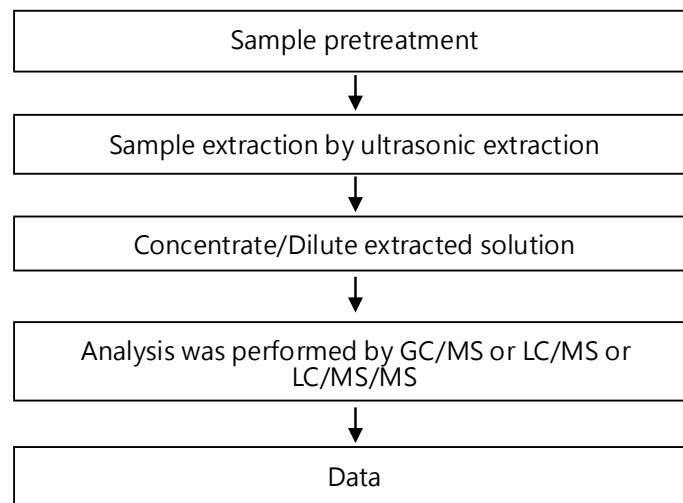 Sample pretreatment
Sample extraction by ultrasonic extraction
Concentrate/Dilute extracted solution
Analysis was performed by GC/MS or LC/MS or
LC/MS/MS
Data